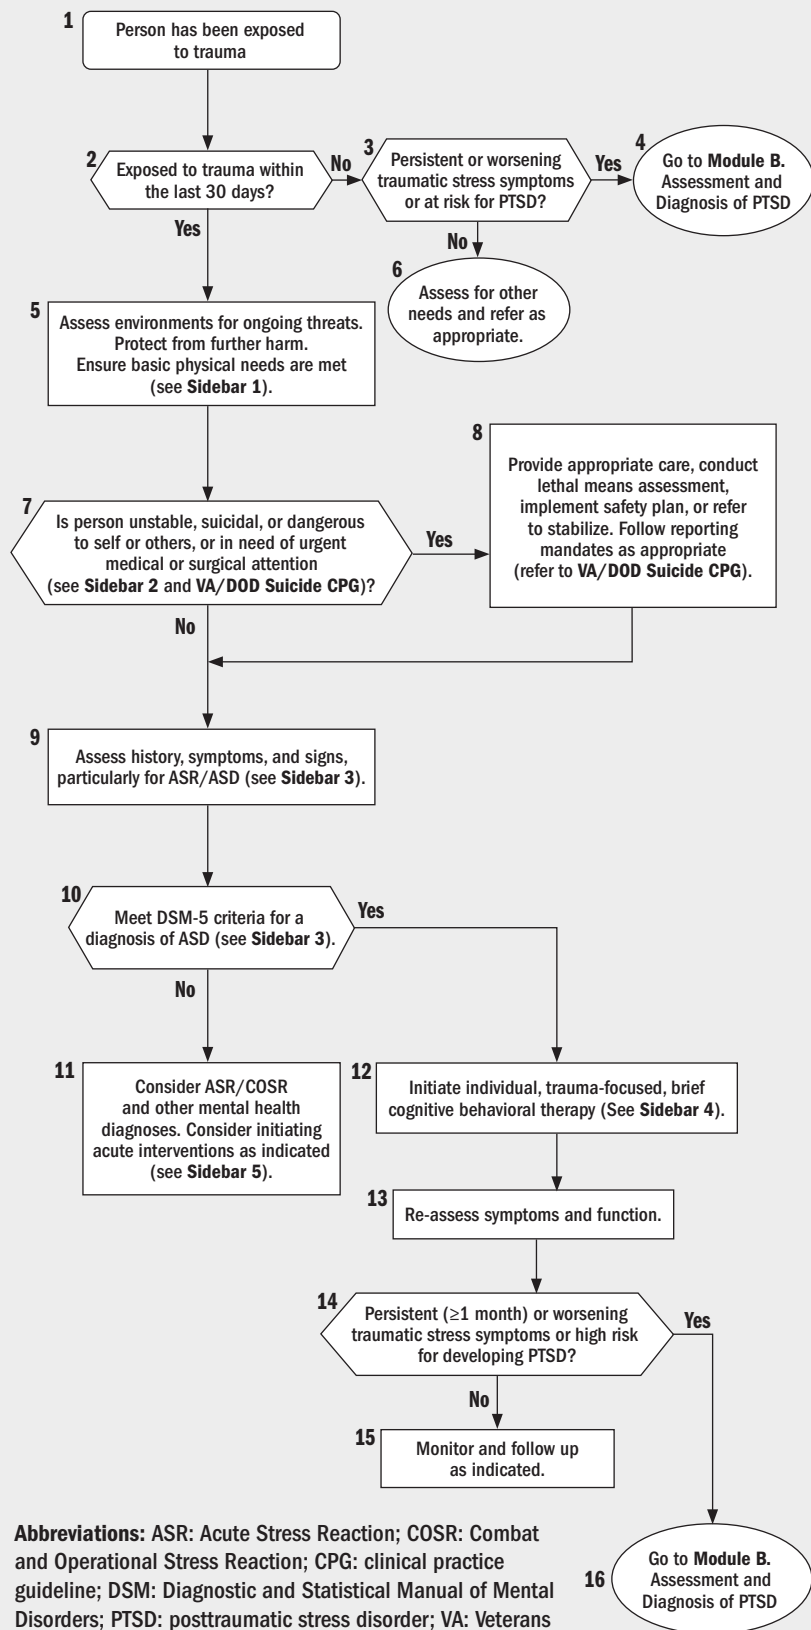 1
Person has been exposed
to trauma
2
Exposed to trauma within
the last 30 days?
No
3
Persistent or worsening
traumatic stress symptoms
or at risk for PTSD?
Yes
4
Go to Module B.
Assessment and
Diagnosis of PTSD
Yes
No
5
Assess environments for ongoing threats.
Protect from further harm.
Ensure basic physical needs are met
(see Sidebar 1).
6
Assess for other
needs and refer as
appropriate.
7
Is person unstable, suicidal, or dangerous
to self or others, or in need of urgent
medical or surgical attention
(see Sidebar 2 and VA/DOD Suicide CPG)?
Yes
8
Provide appropriate care, conduct
lethal means assessment,
implement safety plan, or refer
to stabilize. Follow reporting
mandates as appropriate
(refer to VA/DOD Suicide CPG).
No
9
Assess history, symptoms, and signs,
particularly for ASR/ASD (see Sidebar 3).
10
Meet DSM-5 criteria for a
diagnosis of ASD (see Sidebar 3).
Yes
No
11
Consider ASR/COSR
and other mental health
diagnoses. Consider initiating
acute interventions as indicated
(see Sidebar 5).
12
Initiate individual, trauma-focused, brief
cognitive behavioral therapy (See Sidebar 4).
13
Re-assess symptoms and function.
14
Persistent (≥1 month) or worsening
traumatic stress symptoms or high risk
for developing PTSD?
Yes
No
15
Monitor and follow up
as indicated.
16
Go to Module B.
Assessment and
Diagnosis of PTSD
Abbreviations: ASR: Acute Stress Reaction; COSR: Combat
and Operational Stress Reaction; CPG: clinical practice
guideline; DSM: Diagnostic and Statistical Manual of Mental
Disorders; PTSD: posttraumatic stress disorder; VA: Veterans